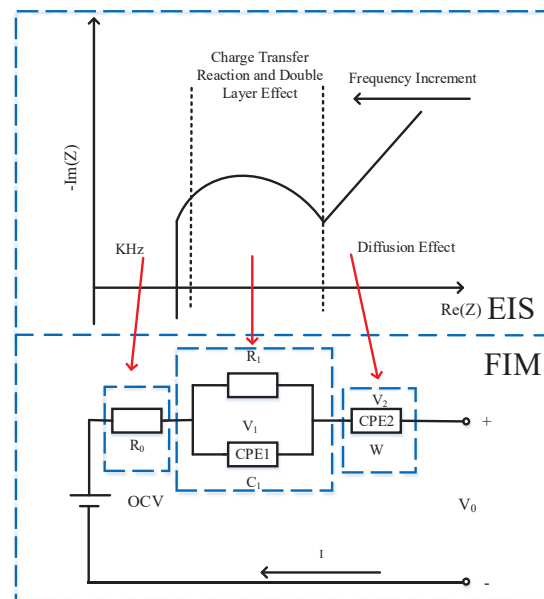 Charge Transfer
Reaction and Double
Layer Effect
Frequency Increment
-Im(Z)
KHz
Diffusion Effect
Re(Z)
EIS
FIM
R1
V1
CPE1
C1
R0
V2
CPE2
W
+
OCV
V0
I
-